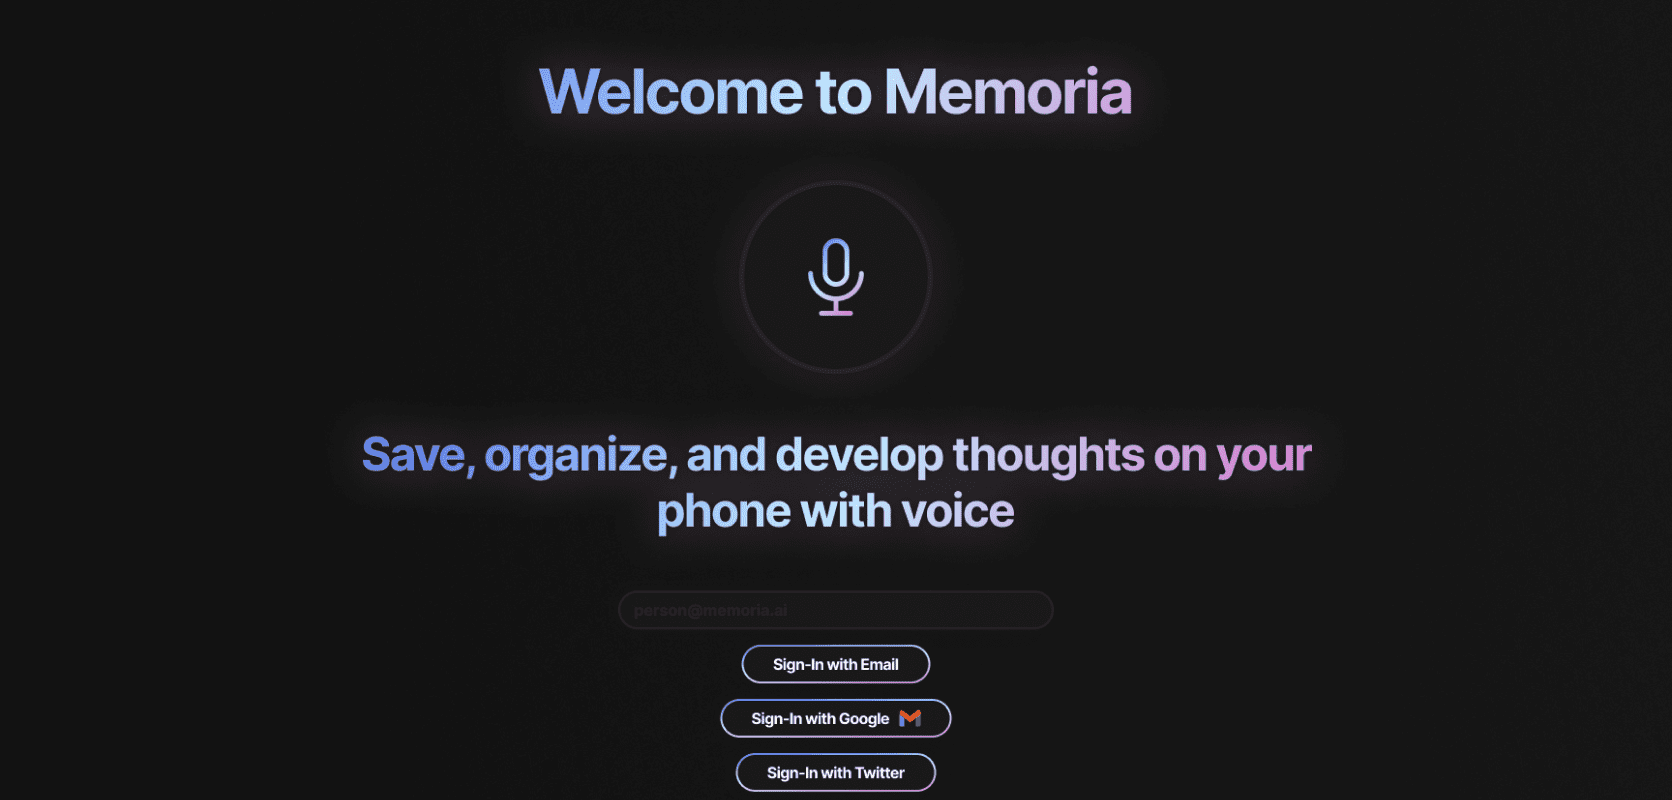 Welcome to Memoria
Save, organize, and develop thoughts on your
phone with voice
person@memoria.ai
Sign-In with Email
Sign-In with Google
Sign-In with Twitter